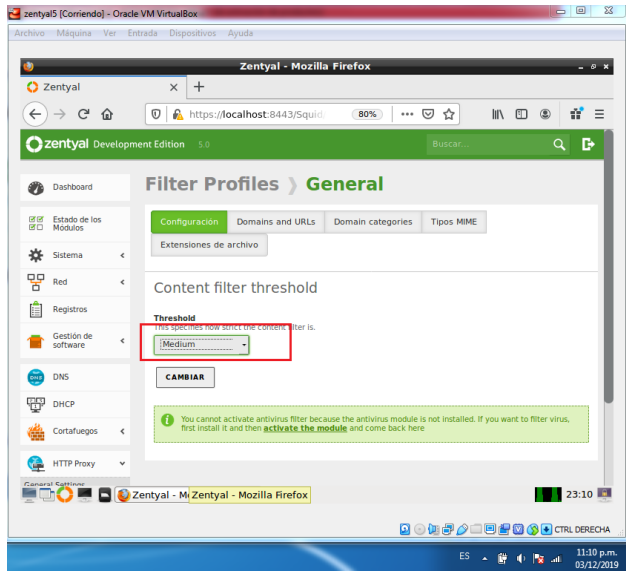 zentyal5 [Corriendo] - Oracle VM VirtualBox
Archivo Máquina Ver Entrada Dispositivos Ayuda
Zentyal - Mozilla Firefox
Zentyal
https://localhost:8443/Squid/
80%
zentyal Development Edition 5.0
Buscar...
Filter Profiles General
Dashboard
Estado de los Módulos
Sistema
Red
Registros
Gestión de software
DNS
DHCP
Cortafuegos
HTTP Proxy
General Settings
Configuración Domains and URLs Domain categories Tipos MIME
Extensiones de archivo
Content filter threshold
Threshold
This specifies how strict the content filter is.
Medium
CAMBIAR
You cannot activate antivirus filter because the antivirus module is not installed. If you want to filter virus,
first install it and then activate the module and come back here
Zentyal - M Zentyal - Mozilla Firefox
23:10
CTRL DERECHA
ES
11:10 p.m.
03/12/2019